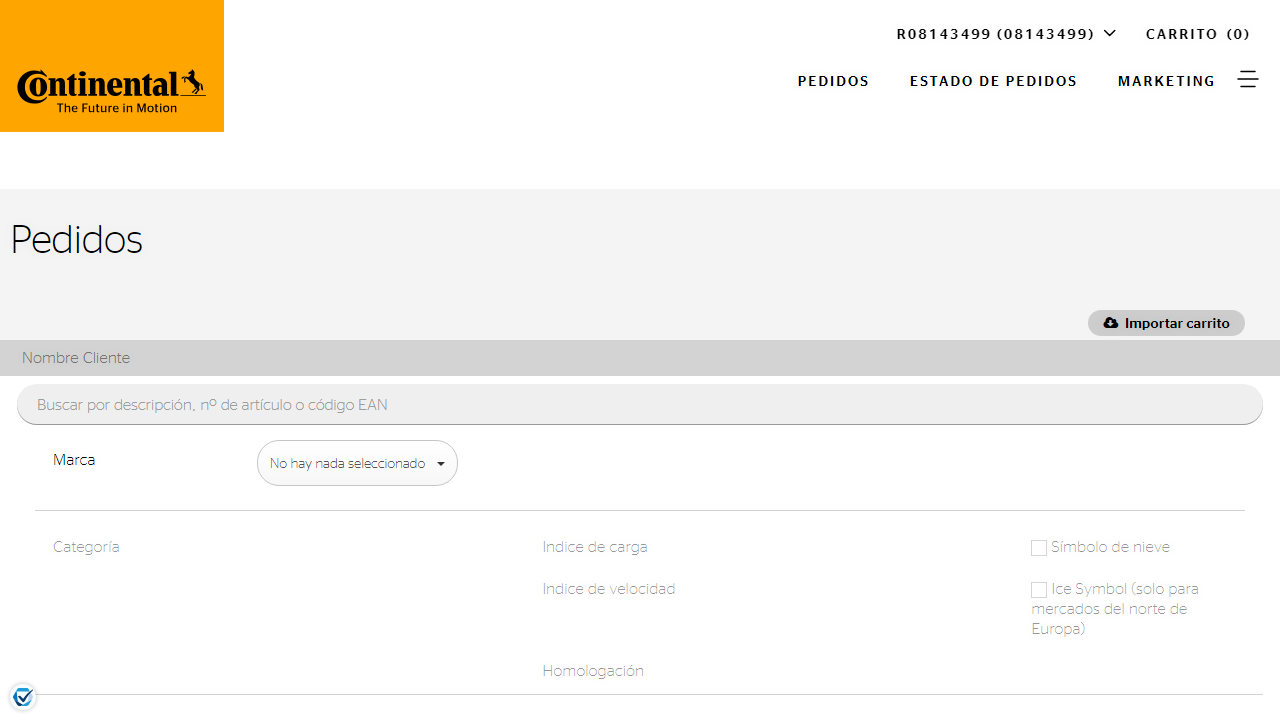 R08143499 (08143499)
CARRITO (0)
Continental
The Future in Motion
PEDIDOS
ESTADO DE PEDIDOS
MARKETING
Pedidos
Importar carrito
Nombre Cliente
Buscar por descripción, nº de artículo o código EAN
Marca
No hay nada seleccionado
Categoría
Indice de carga
Símbolo de nieve
Indice de velocidad
Ice Symbol (solo para
mercados del norte de
Europa)
Homologación